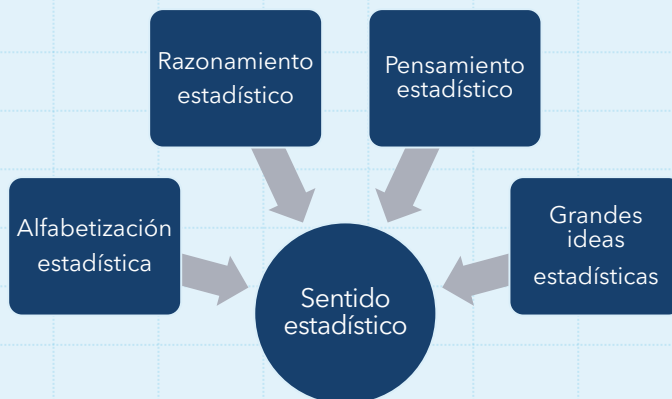 Razonamiento
estadístico
Pensamiento
estadístico
Alfabetización
estadística
Grandes
ideas
estadísticas
Sentido
estadístico